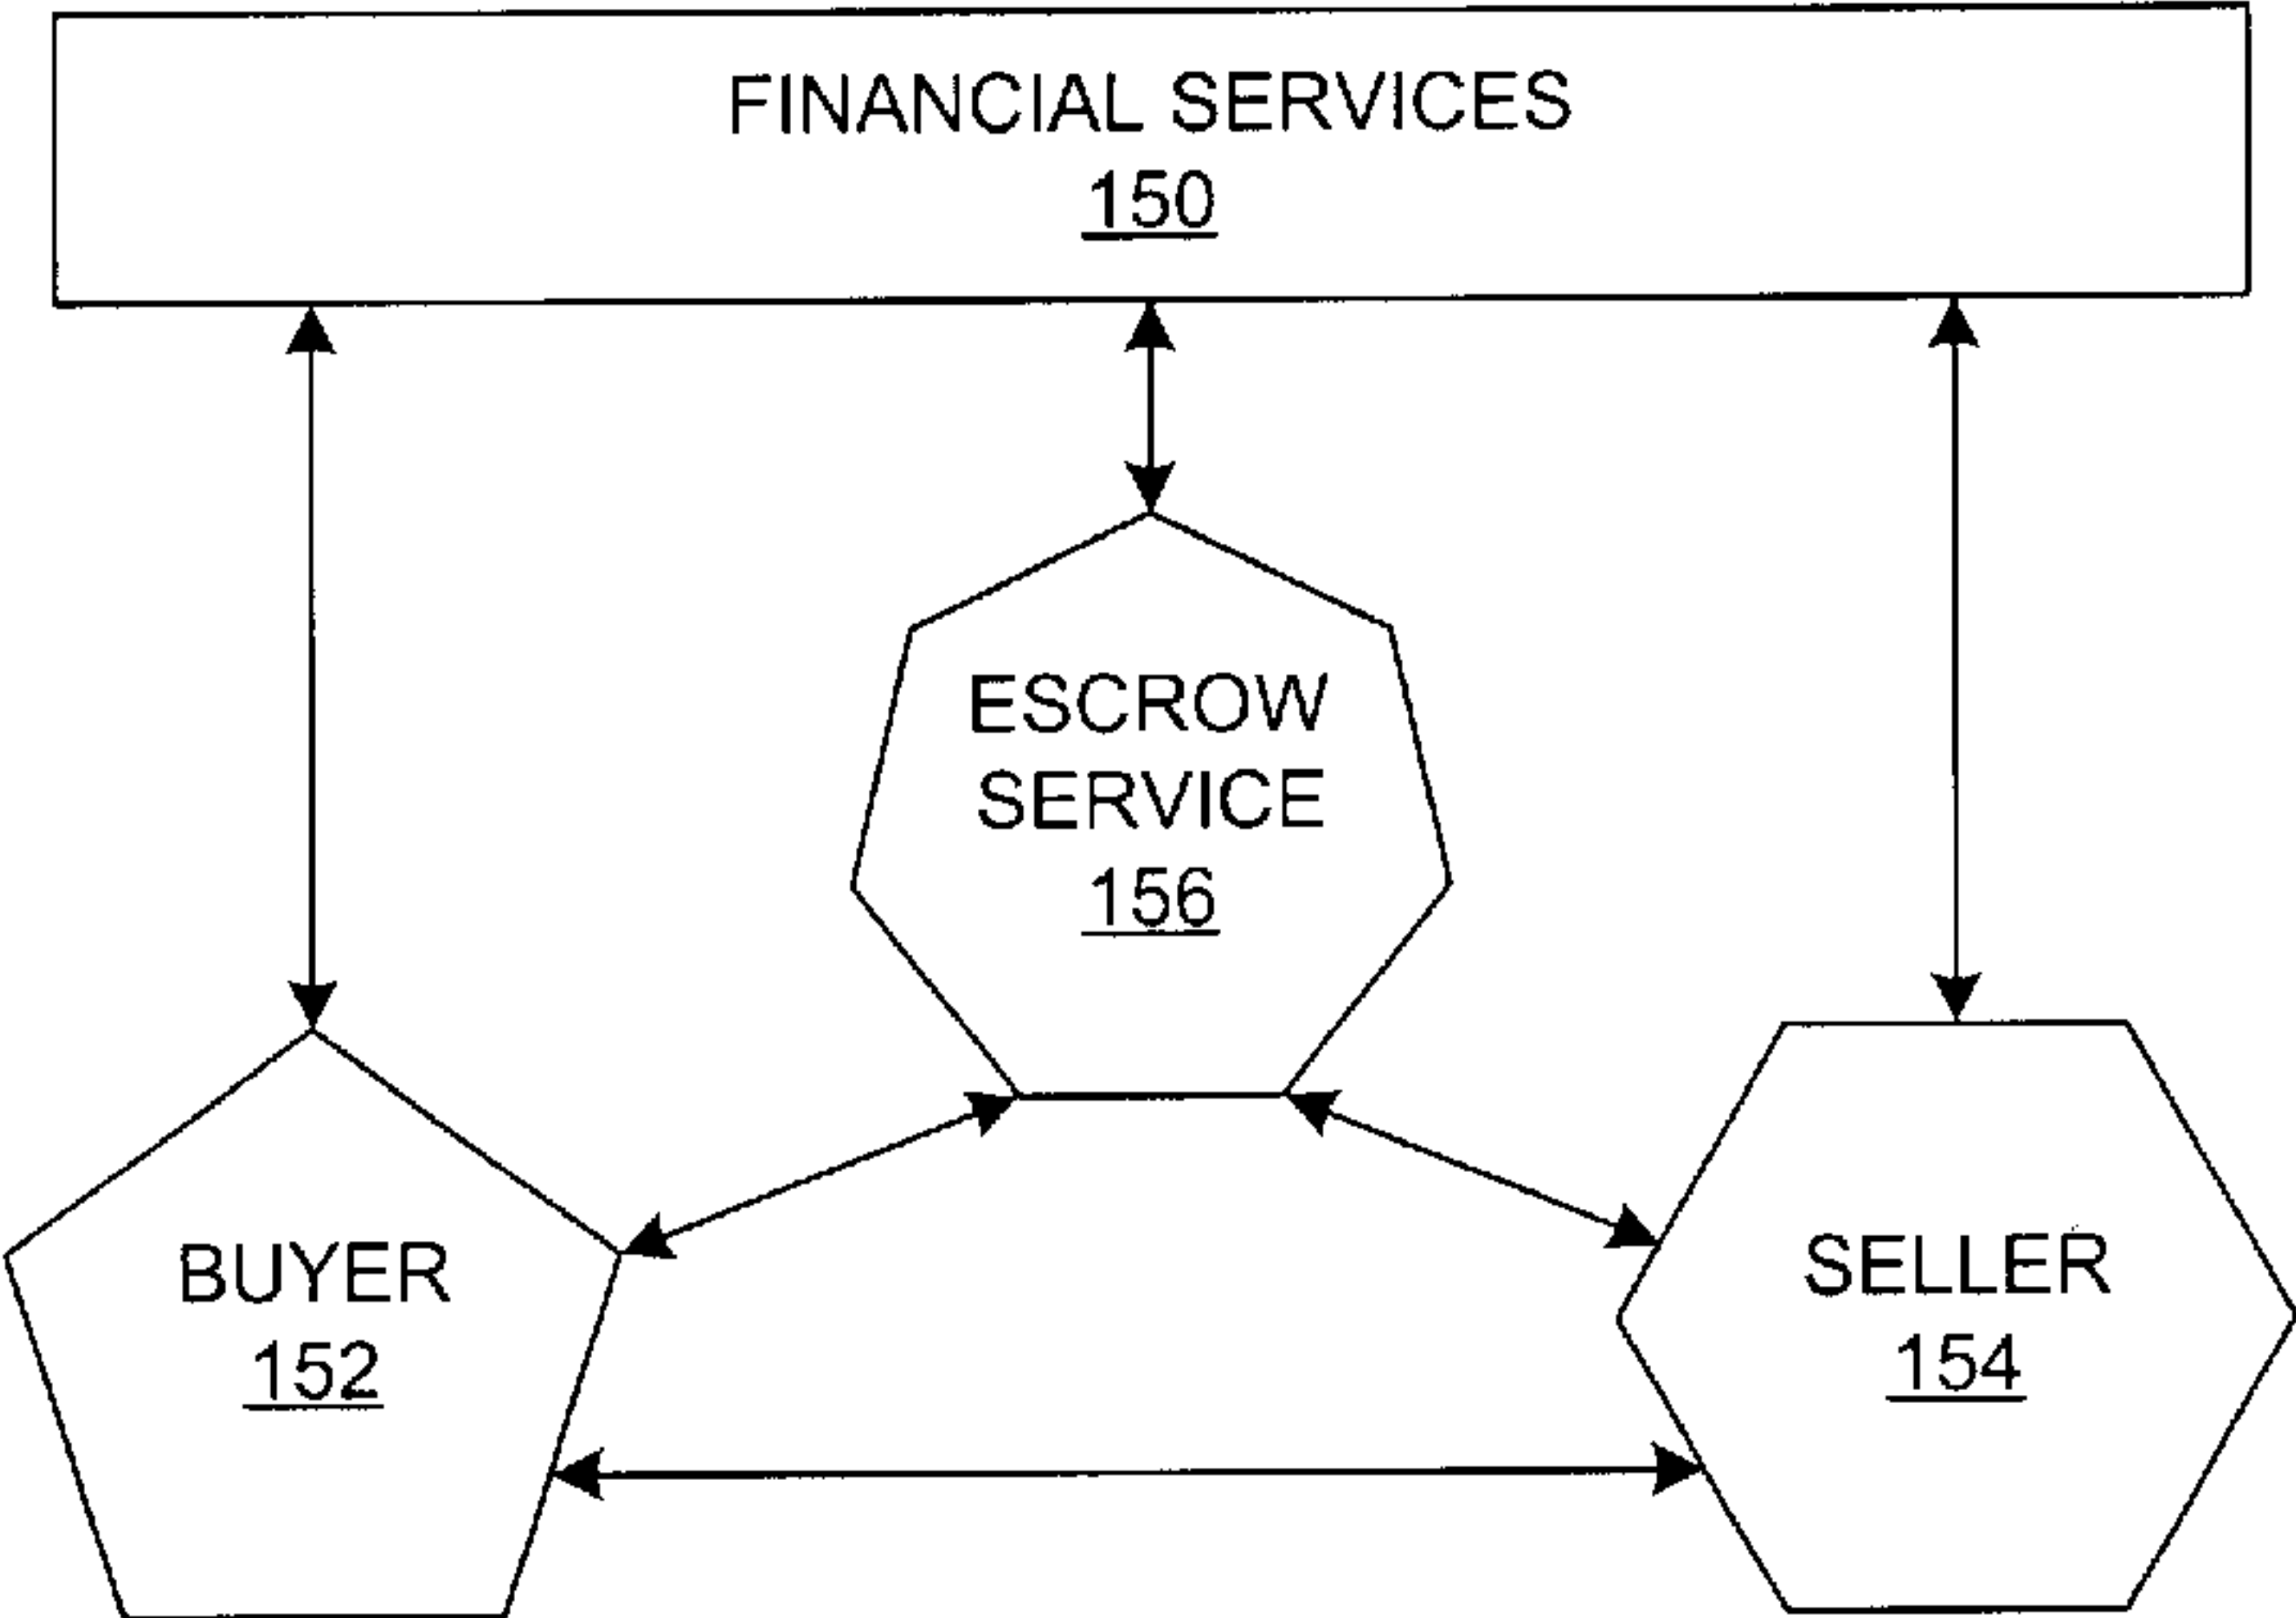 FINANCIAL SERVICES
150
ESCROW
SERVICE
156
BUYER
152
SELLER
154